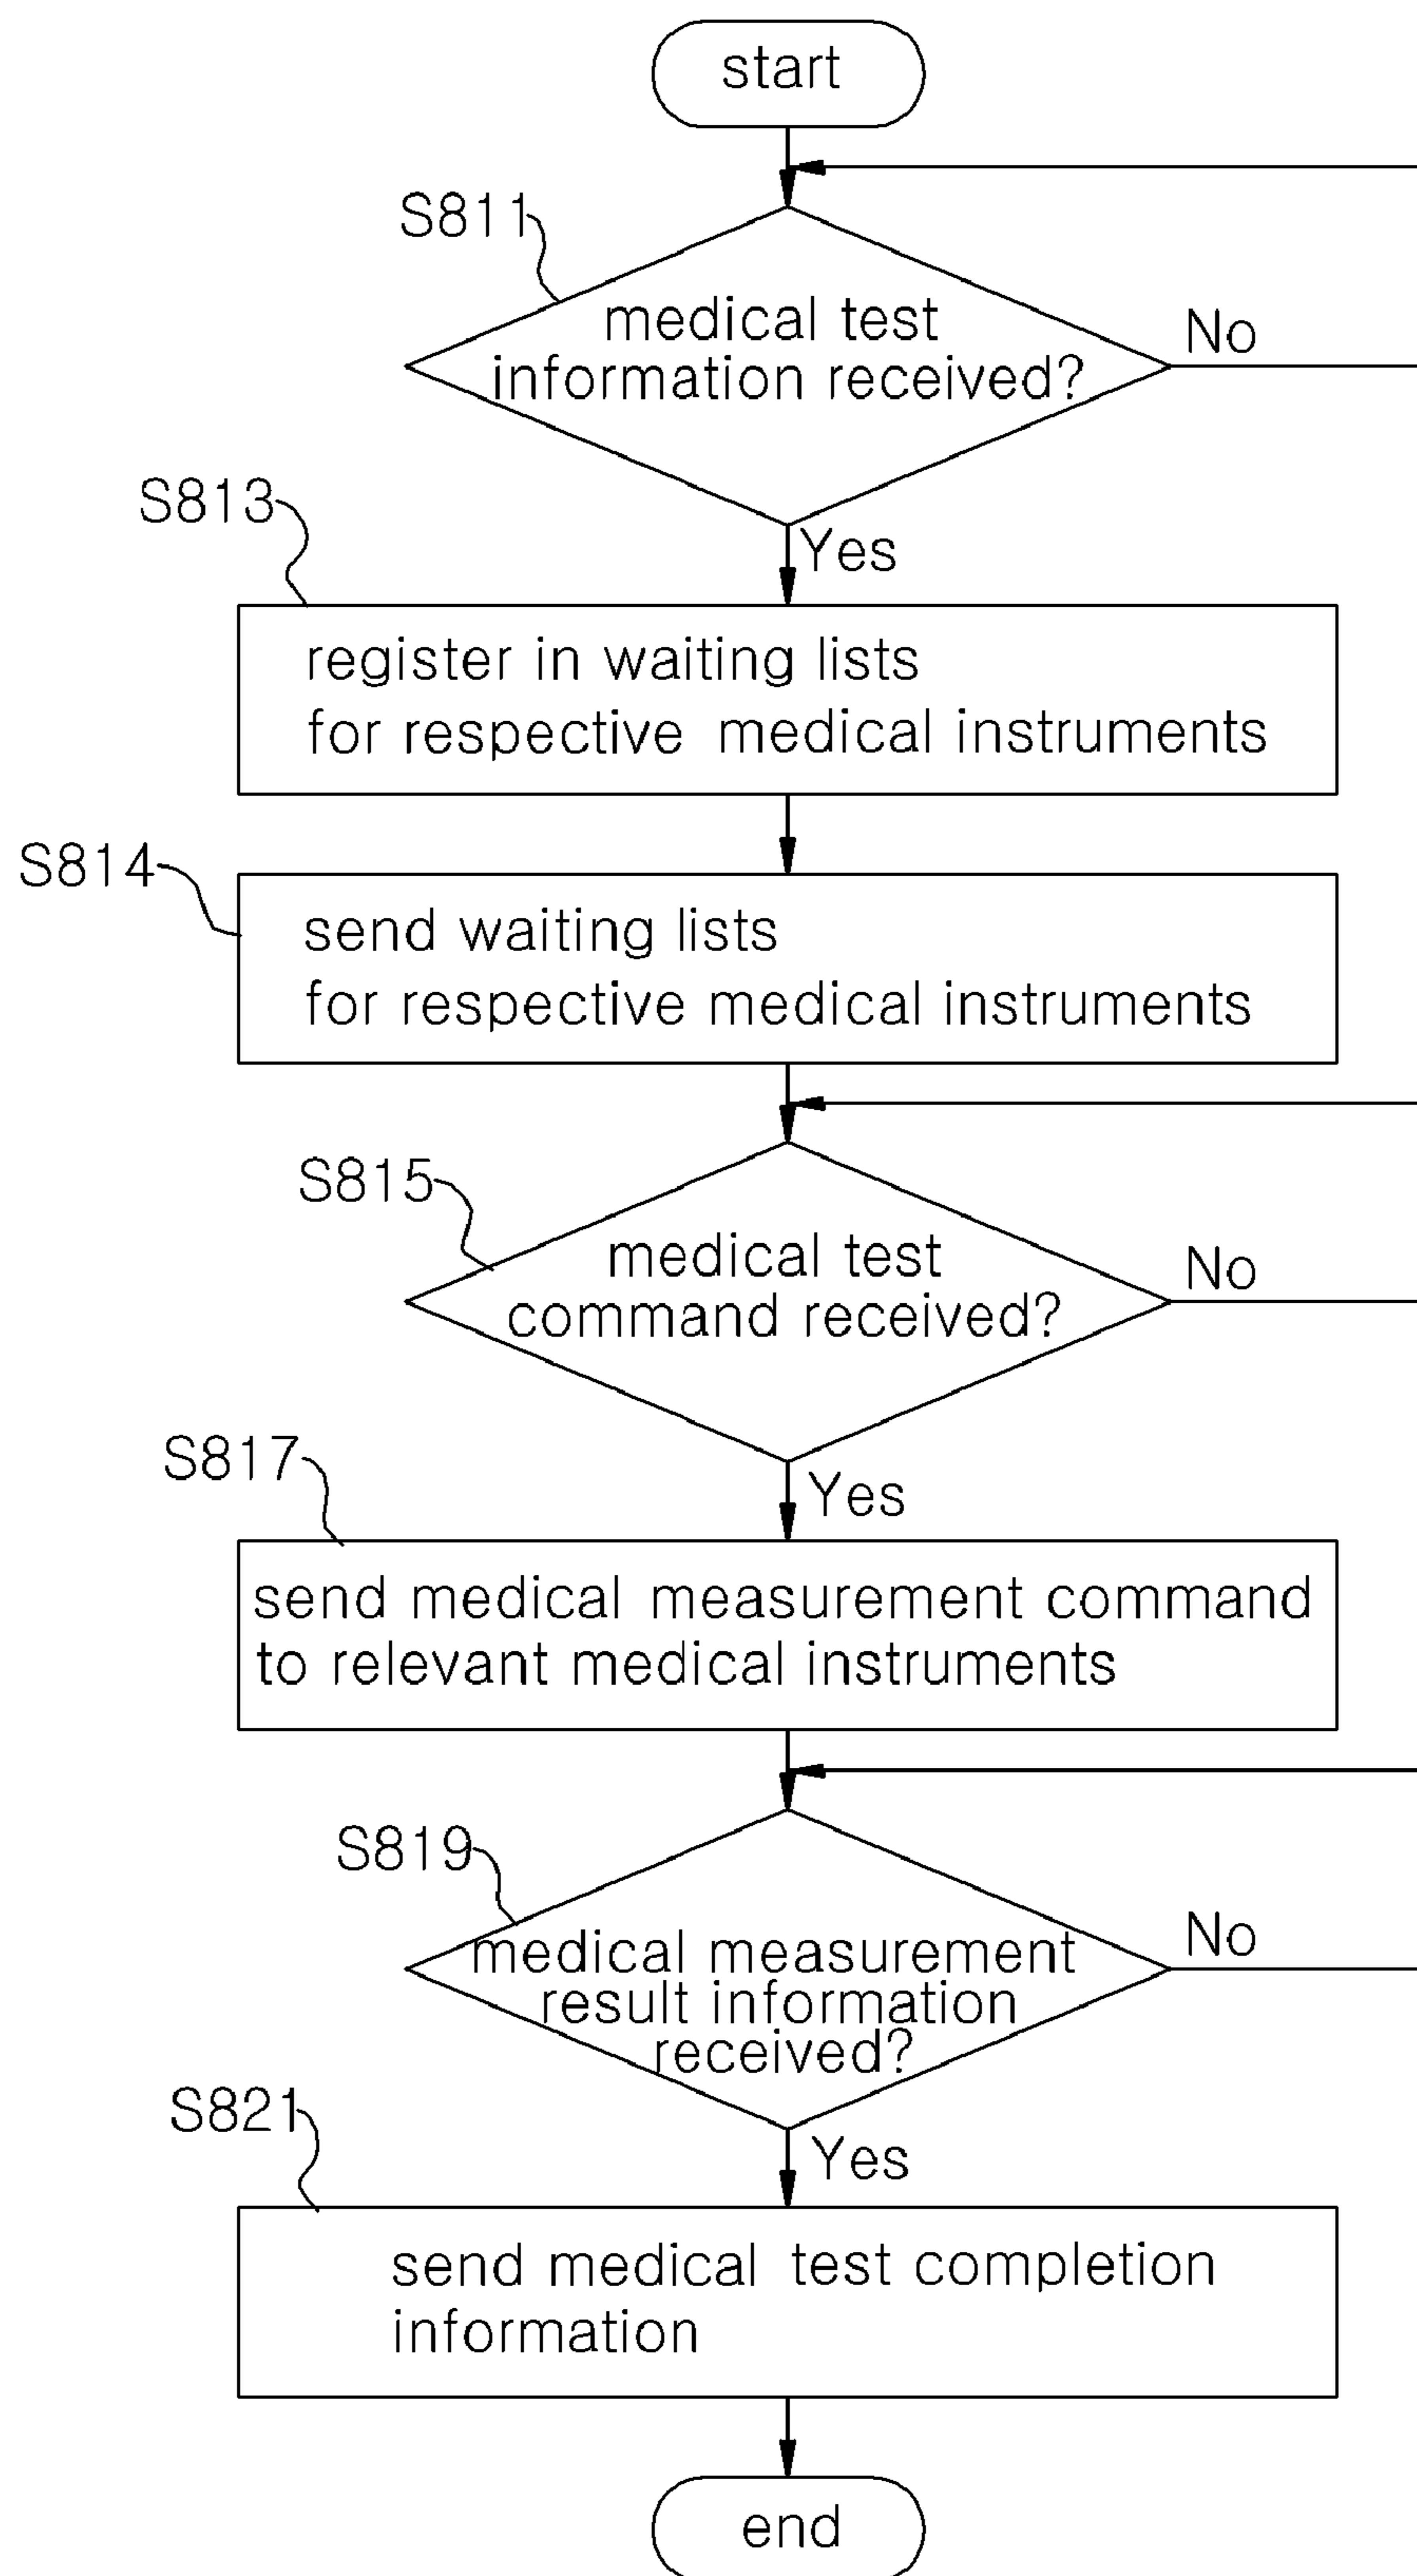 start
S811
medical test
information received?
No
Yes
S813
register in waiting lists
for respective medical instruments
S814
send waiting lists
for respective medical instruments
S815
medical test
command received?
No
Yes
S817
send medical measurement command
to relevant medical instruments
S819
medical measurement
result information
received?
No
Yes
S821
send medical test completion
information
end